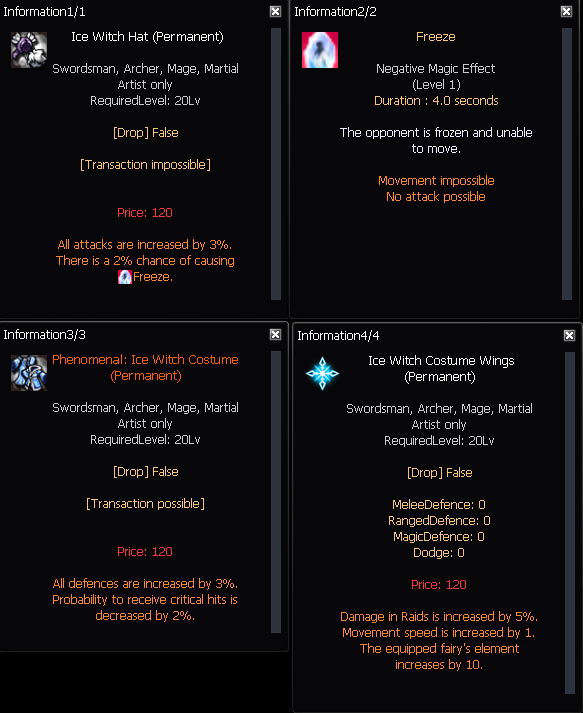 Information1/1
Ice Witch Hat (Permanent)
Swordsman, Archer, Mage, Martial
Artist only
RequiredLevel: 20Lv
[Drop] False
[Transaction impossible]
Price: 120
All attacks are increased by 3%.
There is a 2% chance of causing
Freeze.
Information2/2
Freeze
Negative Magic Effect
(Level 1)
Duration : 4.0 seconds
The opponent is frozen and unable
to move.
Movement impossible
No attack possible
Information3/3
Phenomenal: Ice Witch Costume
(Permanent)
Swordsman, Archer, Mage, Martial
Artist only
RequiredLevel: 20Lv
[Drop] False
[Transaction possible]
Price: 120
All defences are increased by 3%.
Probability to receive critical hits is
decreased by 2%.
Information4/4
Ice Witch Costume Wings
(Permanent)
Swordsman, Archer, Mage, Martial
Artist only
RequiredLevel: 20Lv
[Drop] False
MeleeDefence: 0
RangedDefence: 0
MagicDefence: 0
Dodge: 0
Price: 120
Damage in Raids is increased by 5%.
Movement speed is increased by 1.
The equipped fairy's element
increases by 10.